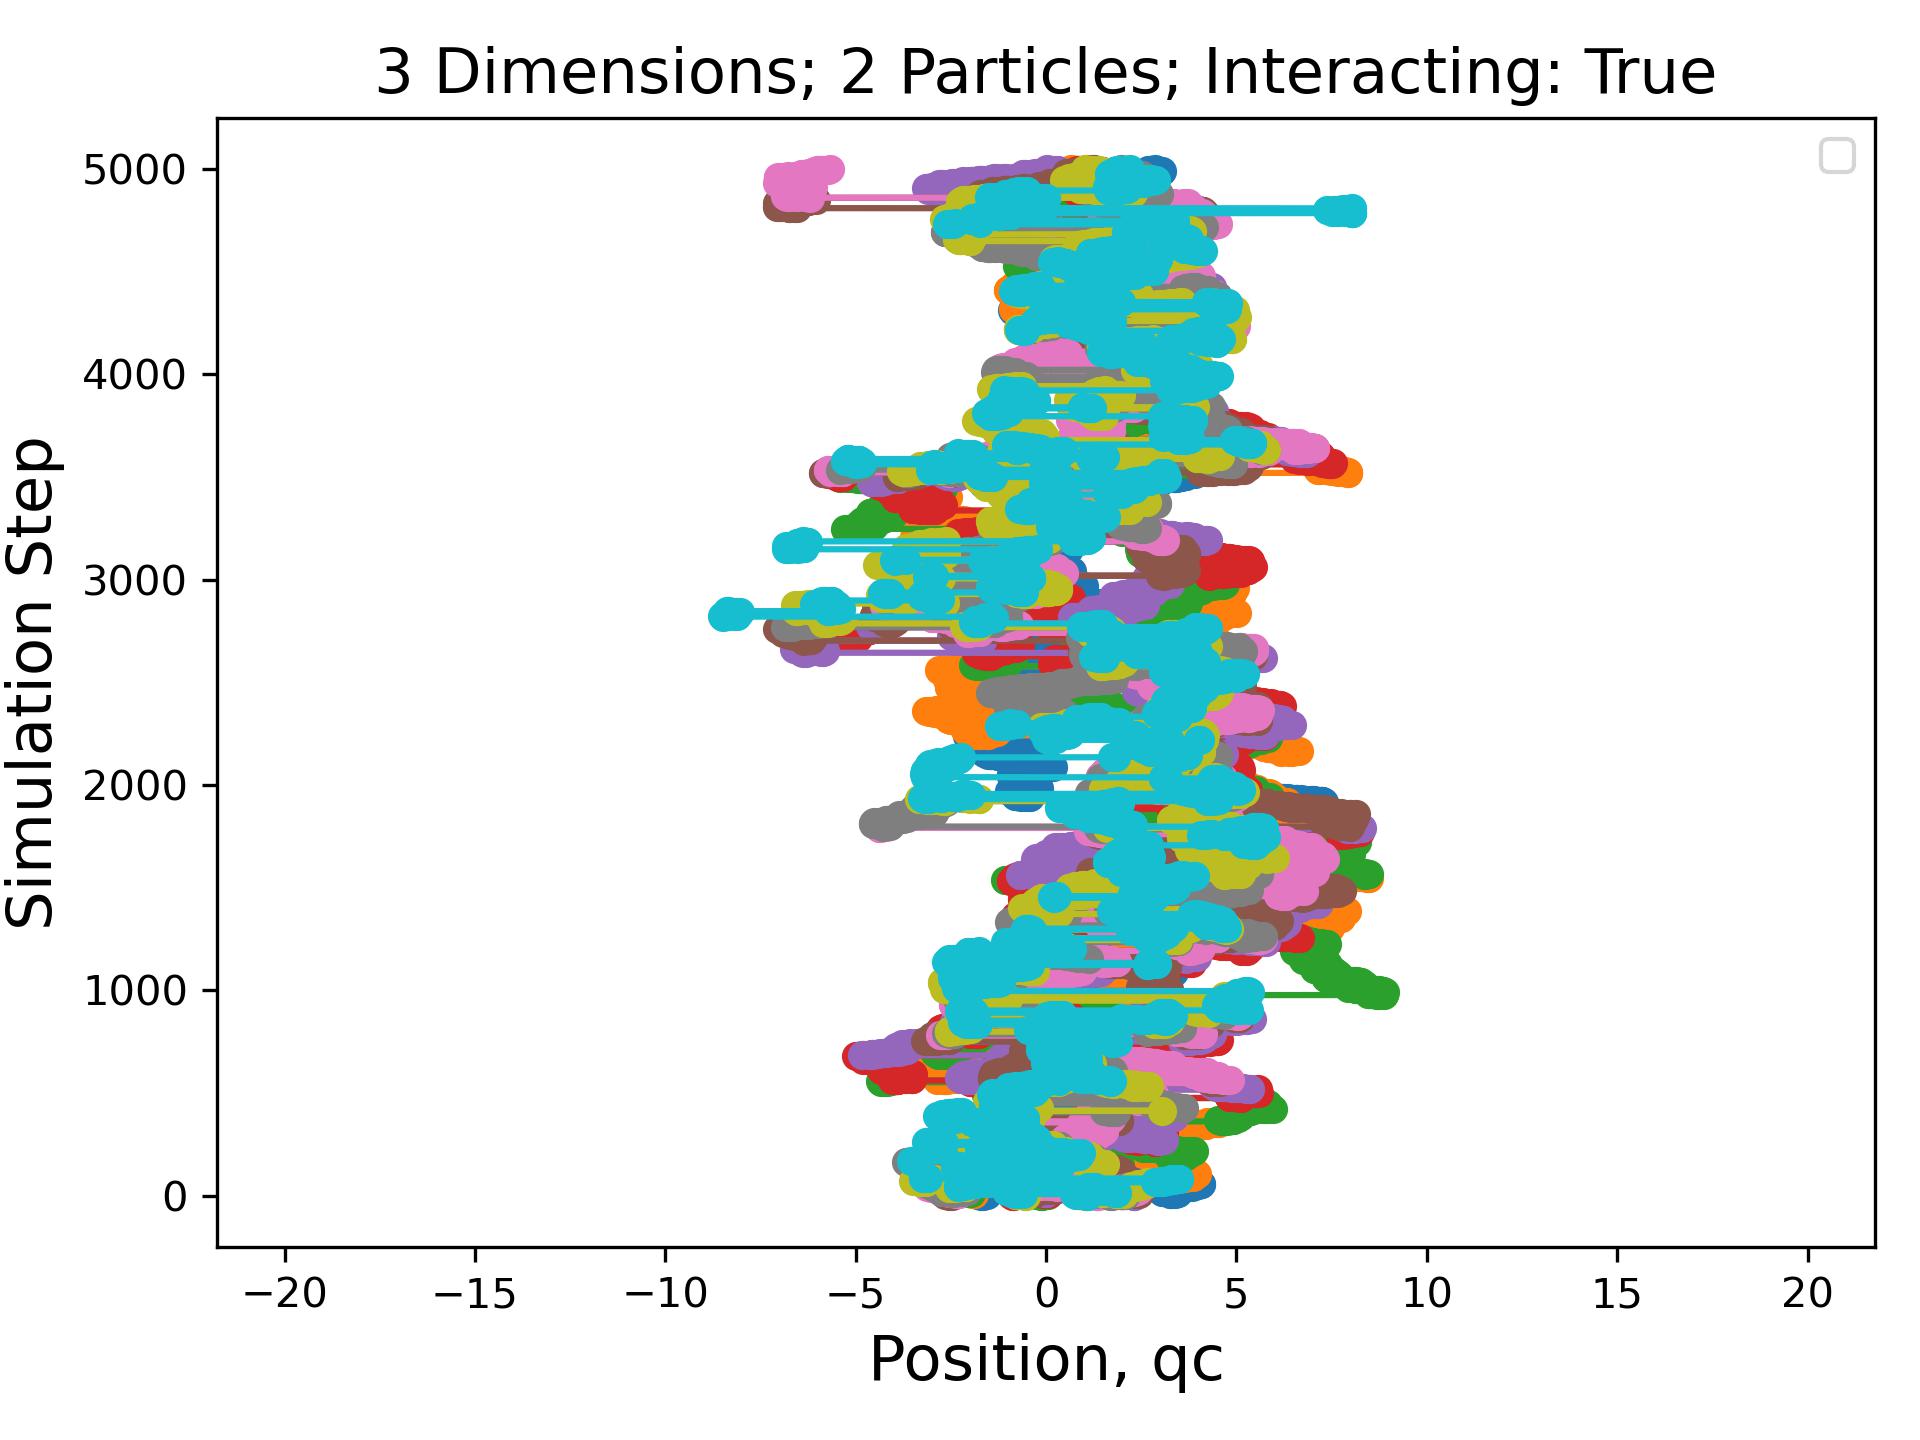 3 Dimensions; 2 Particles; Interacting: True
Simulation Step
5000
4000
3000
2000
1000
0
−20 −15 −10 −5 0 5 10 15 20
Position, qc